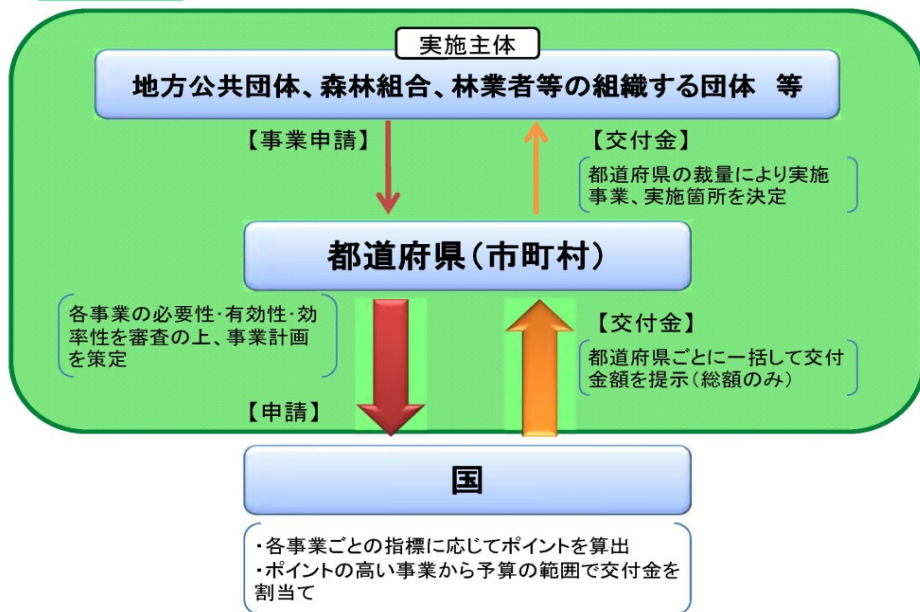 実施主体
地方公共団体、森林組合、林業者等の組織する団体　等
【事業申請】
【交付金】
都道府県の裁量により実施
事業、実施箇所を決定
都道府県(市町村)
各事業の必要性・有効性・効
率性を審査の上、事業計画
を策定
【申請】
【交付金】
都道府県ごとに一括して交付
金額を提示(総額のみ)
国
・各事業ごとの指標に応じてポイントを算出
・ポイントの高い事業から予算の範囲で交付金を
割当て